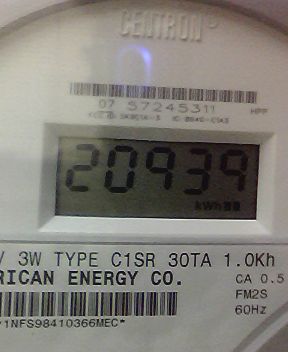 CENTRON
07 57245311
20939
kWh
V 3W TYPE C1SR 30TA 1.0Kh
RICAN ENERGY CO.
CA 0.5
FM2S
60Hz
*1NFS98410366MEC*